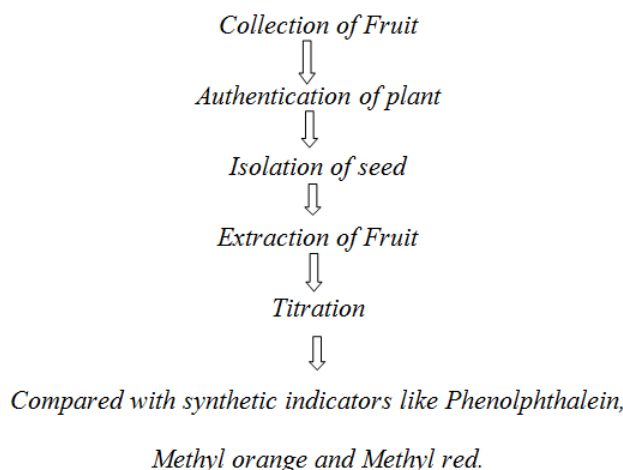 Collection of Fruit
Authentication of plant
Isolation of seed
Extraction of Fruit
Titration
Compared with synthetic indicators like Phenolphthalein,
Methyl orange and Methyl red.